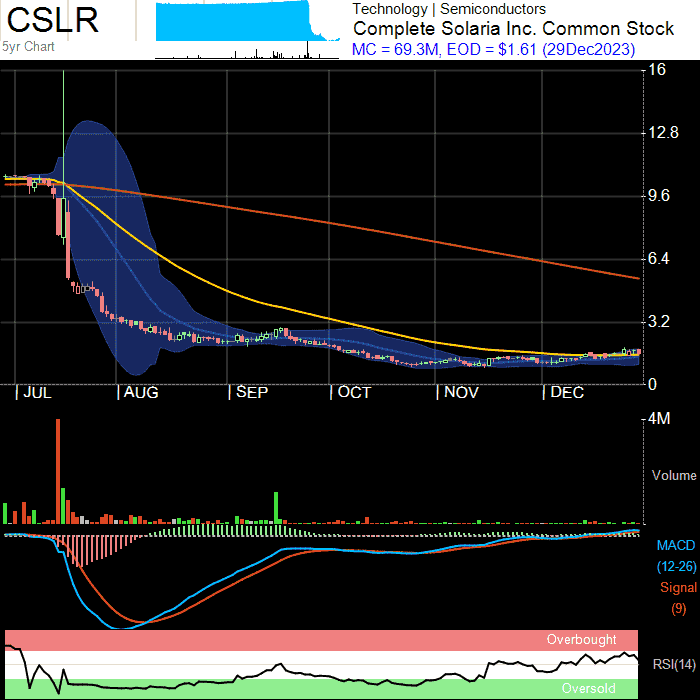 CSLR
5yr Chart
Technology | Semiconductors
Complete Solaria Inc. Common Stock
MC = 69.3M, EOD = $1.61 (29Dec2023)
16
12.8
9.6
6.4
3.2
0
JUL AUG SEP OCT NOV DEC
4M
Volume
MACD
(12-26)
Signal
(9)
Overbought
RSI(14)
Oversold